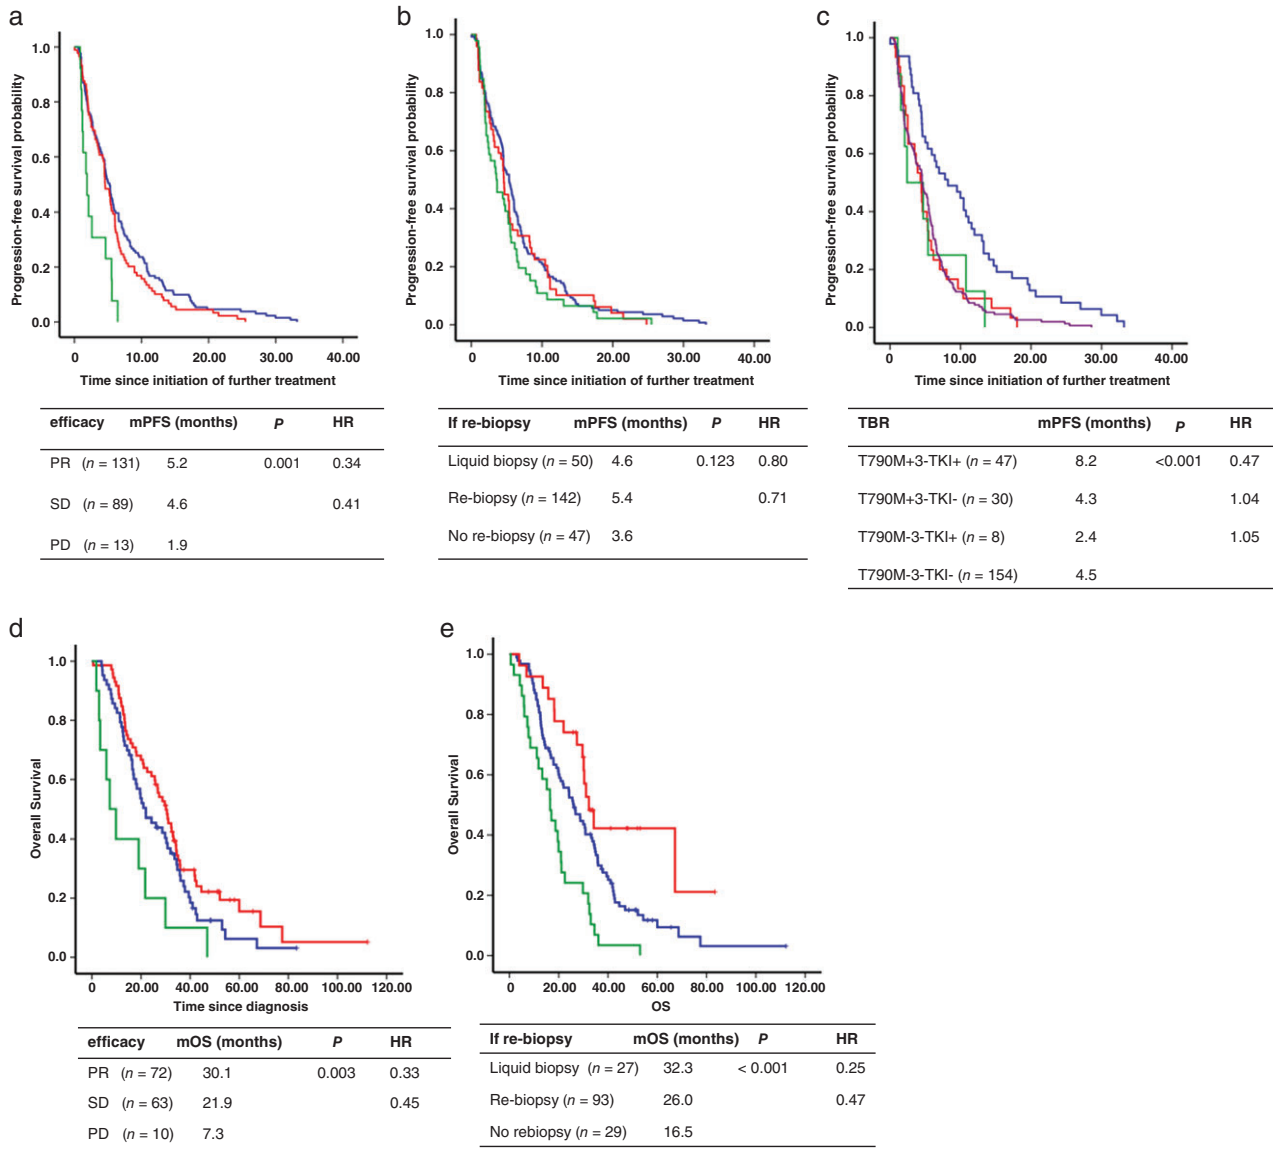 a
Progression-free survival probability
1.0
0.8
0.6
0.4
0.2
0.0
0 10.00 20.00 30.00 40.00
Time since initiation of further treatment
efficacy mPFS (months) P HR
PR (n = 131) 5.2 0.001 0.34
SD (n = 89) 4.6 0.41
PD (n = 13) 1.9
b
Progression-free survival probability
1.0
0.8
0.6
0.4
0.2
0.0
0 10.00 20.00 30.00 40.00
Time since initiation of further treatment
If re-biopsy mPFS (months) P HR
Liquid biopsy (n = 50) 4.6 0.123 0.80
Re-biopsy (n = 142) 5.4 0.71
No re-biopsy (n = 47) 3.6
c
Progression-free survival probability
1.0
0.8
0.6
0.4
0.2
0.0
0 10.00 20.00 30.00 40.00
Time since initiation of further treatment
TBR mPFS (months) P HR
T790M+3-TKI+ (n = 47) 8.2 <0.001 0.47
T790M+3-TKI- (n = 30) 4.3 1.04
T790M-3-TKI+ (n = 8) 2.4 1.05
T790M-3-TKI- (n = 154) 4.5
d
Overall Survival
1.0
0.8
0.6
0.4
0.2
0.0
0 20.00 40.00 60.00 80.00 100.00 120.00
Time since diagnosis
efficacy mOS (months) P HR
PR (n = 72) 30.1 0.003 0.33
SD (n = 63) 21.9 0.45
PD (n = 10) 7.3
e
Overall Survival
1.0
0.8
0.6
0.4
0.2
0.0
0 20.00 40.00 60.00 80.00 100.00 120.00
OS
If re-biopsy mOS (months) P HR
Liquid biopsy (n = 27) 32.3 < 0.001 0.25
Re-biopsy (n = 93) 26.0 0.47
No rebiopsy (n = 29) 16.5